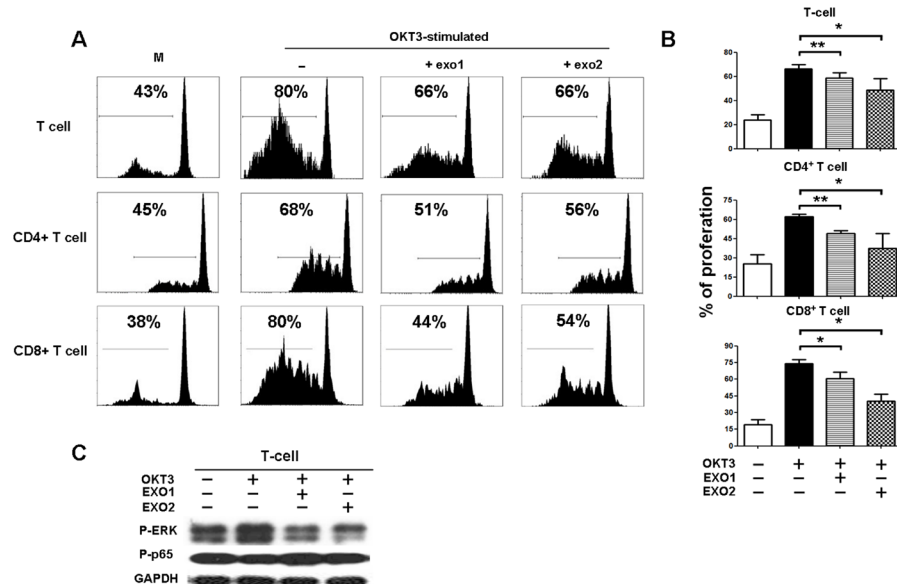 A
OKT3-stimulated
M – + exo1 + exo2
T cell 43% 80% 66% 66%
CD4+ T cell 45% 68% 51% 56%
CD8+ T cell 38% 80% 44% 54%
B
% of proferation
T-cell
*
**
80
60
40
20
0
CD4⁺ T cell
*
**
75
60
45
30
15
0
CD8⁺ T cell
*
*
90
75
60
45
30
15
0
OKT3 – + + +
EXO1 – – + –
EXO2 – – – +
C
T-cell
OKT3 – + + +
EXO1 – – + –
EXO2 – – – +
P-ERK
P-p65
GAPDH